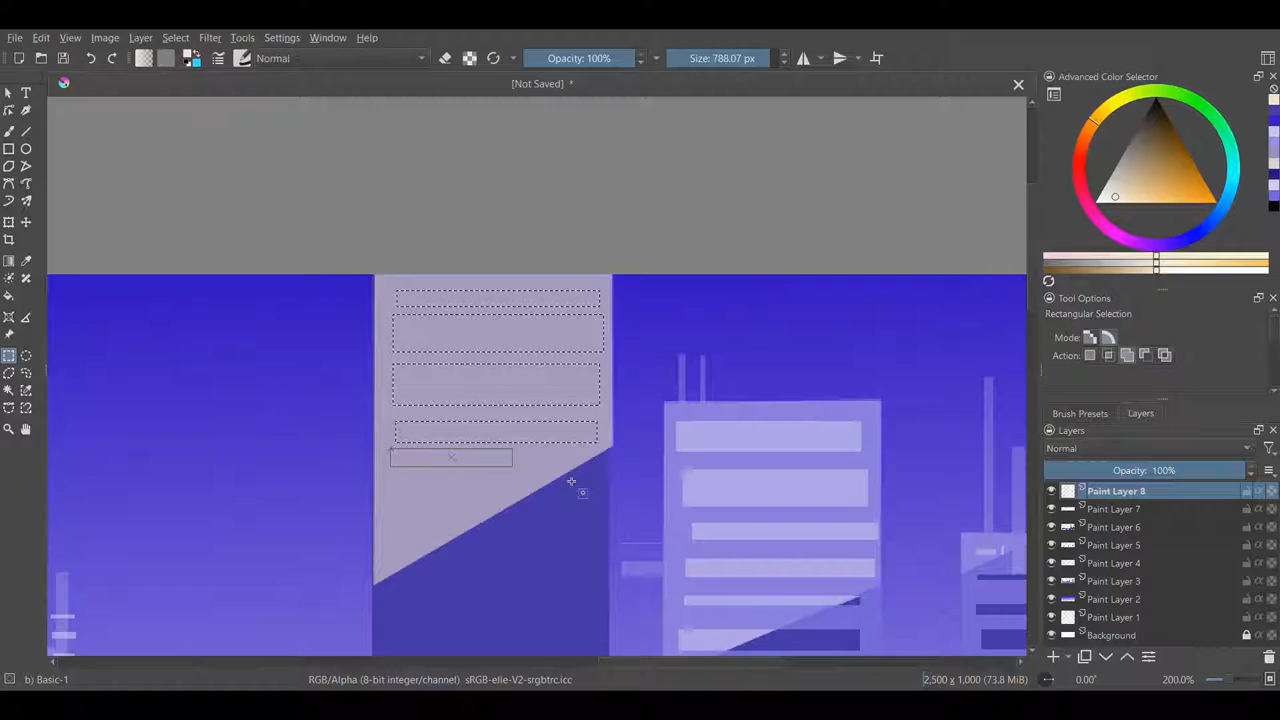 File Edit View Image Layer Select Filter Tools Settings Window Help
Normal Opacity: 100% Size: 788.07 px
[Not Saved] *
Advanced Color Selector
Tool Options
Rectangular Selection
Mode:
Action:
Brush Presets Layers
Layers
Normal
Opacity: 100%
Paint Layer 8
Paint Layer 7
Paint Layer 6
Paint Layer 5
Paint Layer 4
Paint Layer 3
Paint Layer 2
Paint Layer 1
Background
b) Basic-1 RGB/Alpha (8-bit integer/channel) sRGB-elle-V2-srgbtrc.icc 2,500 x 1,000 (73.8 MiB) 0.00° 200.0%